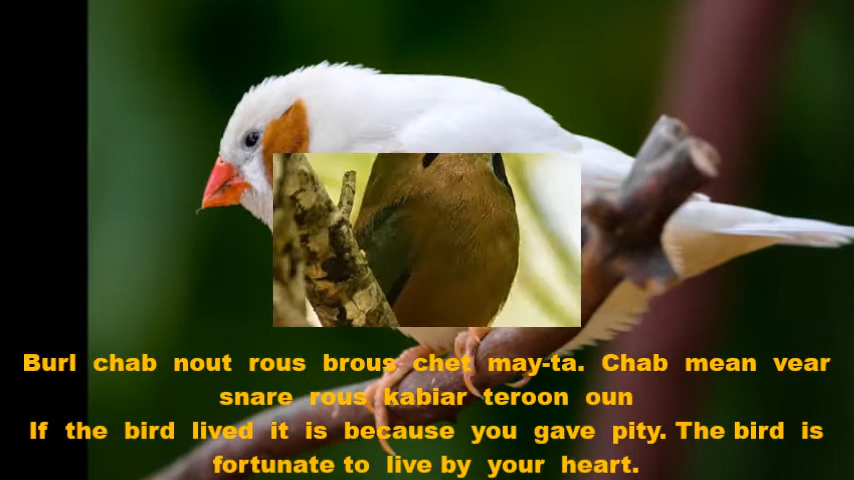 Burl chab nout rous brous chet may-ta. Chab mean vear
snare rous kabiar teroon oun
If the bird lived it is because you gave pity. The bird is
fortunate to live by your heart.